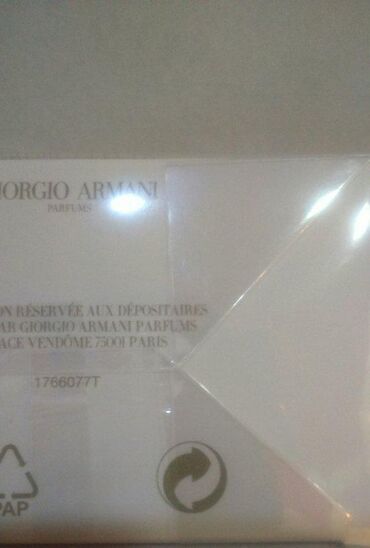 GIORGIO ARMANI
PARFUMS
ON RÉSERVÉE AUX DÉPOSITAIRES
AR GIORGIO ARMANI PARFUMS
ACE VENDÔME 75001 PARIS
1766077T
PAP